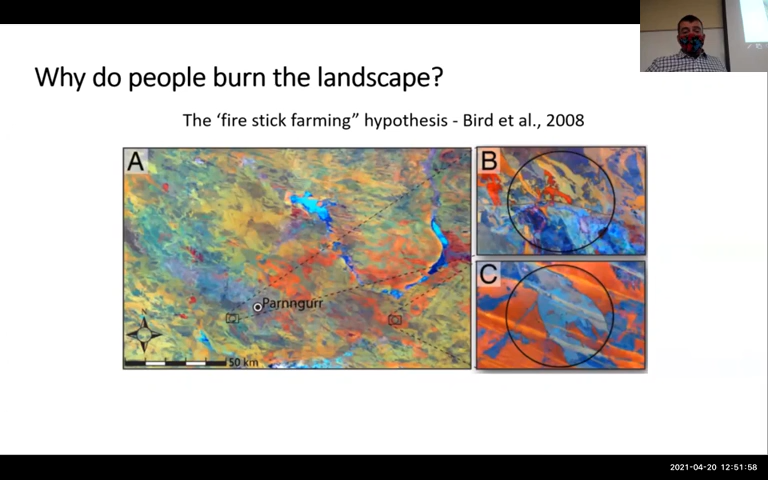 Why do people burn the landscape?
The ‘fire stick farming” hypothesis - Bird et al., 2008
A
B
Parnngurr
C
50 km
2021-04-20 12:51:58